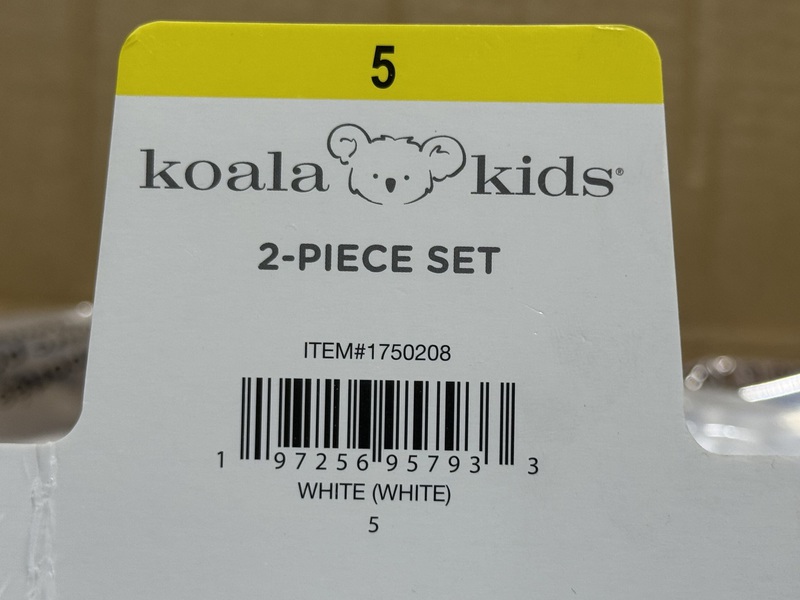 5
koala kids®
2-PIECE SET
ITEM#1750208
1 97256 95793 3
WHITE (WHITE)
5